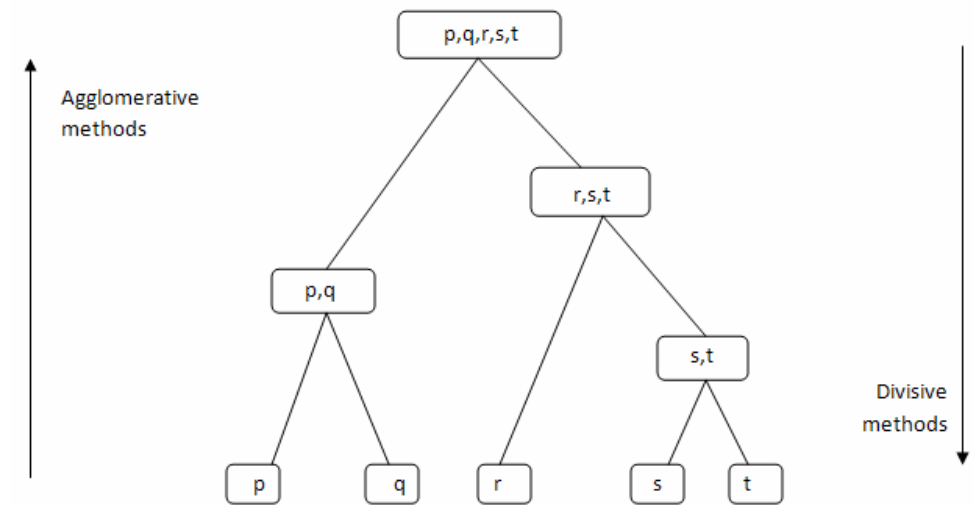 p,q,r,s,t
Agglomerative
methods
r,s,t
p,q
s,t
Divisive
methods
p
q
r
s
t